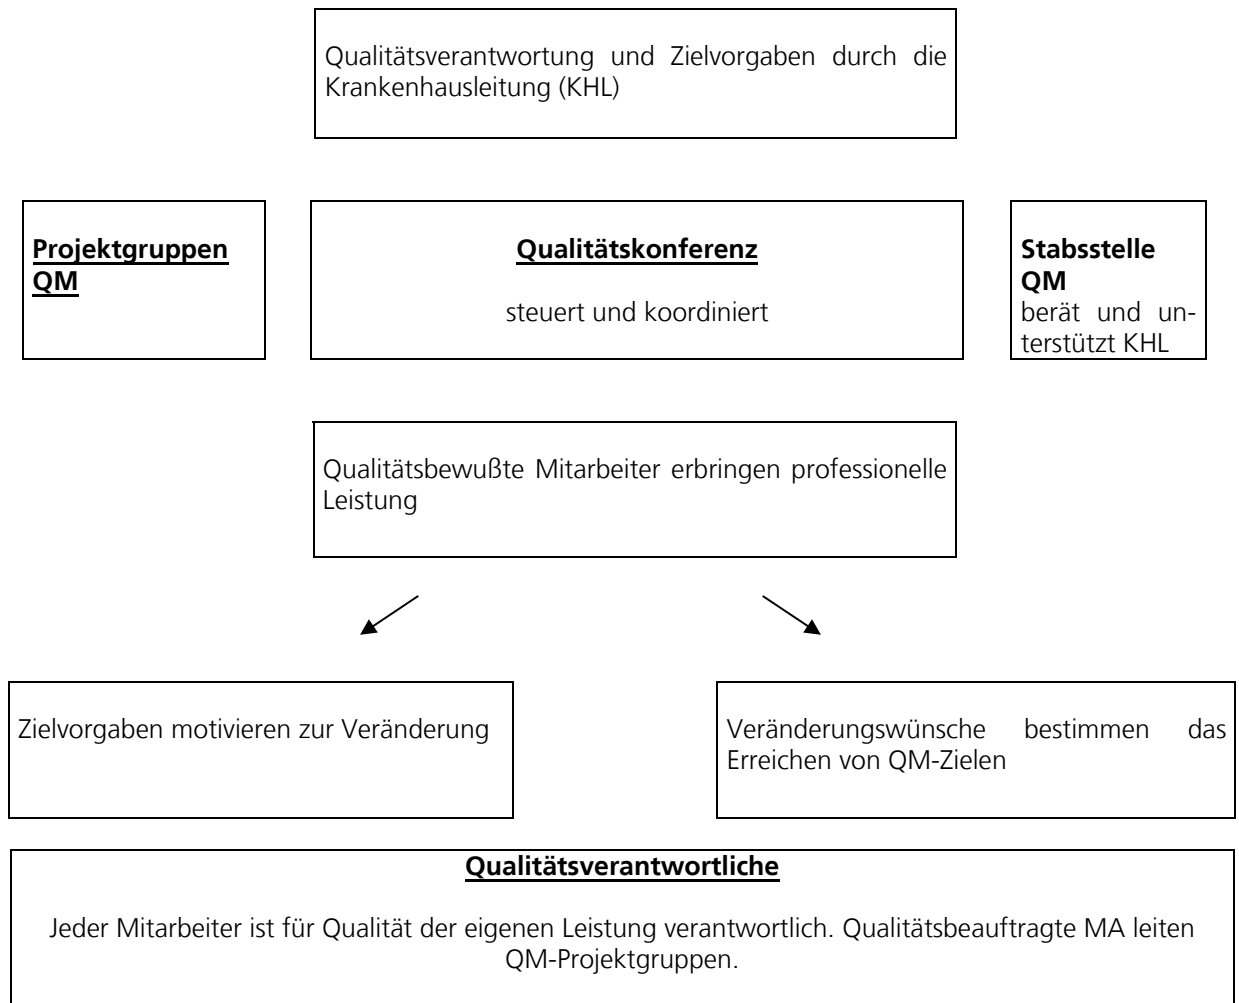 Qualitätsverantwortung und Zielvorgaben durch die
Krankenhausleitung (KHL)
Projektgruppen
QM
Qualitätskonferenz
steuert und koordiniert
Stabsstelle
QM
berät und un-
terstützt KHL
Qualitätsbewußte Mitarbeiter erbringen professionelle
Leistung
Zielvorgaben motivieren zur Veränderung
Veränderungswünsche bestimmen das
Erreichen von QM-Zielen
Qualitätsverantwortliche
Jeder Mitarbeiter ist für Qualität der eigenen Leistung verantwortlich. Qualitätsbeauftragte MA leiten
QM-Projektgruppen.